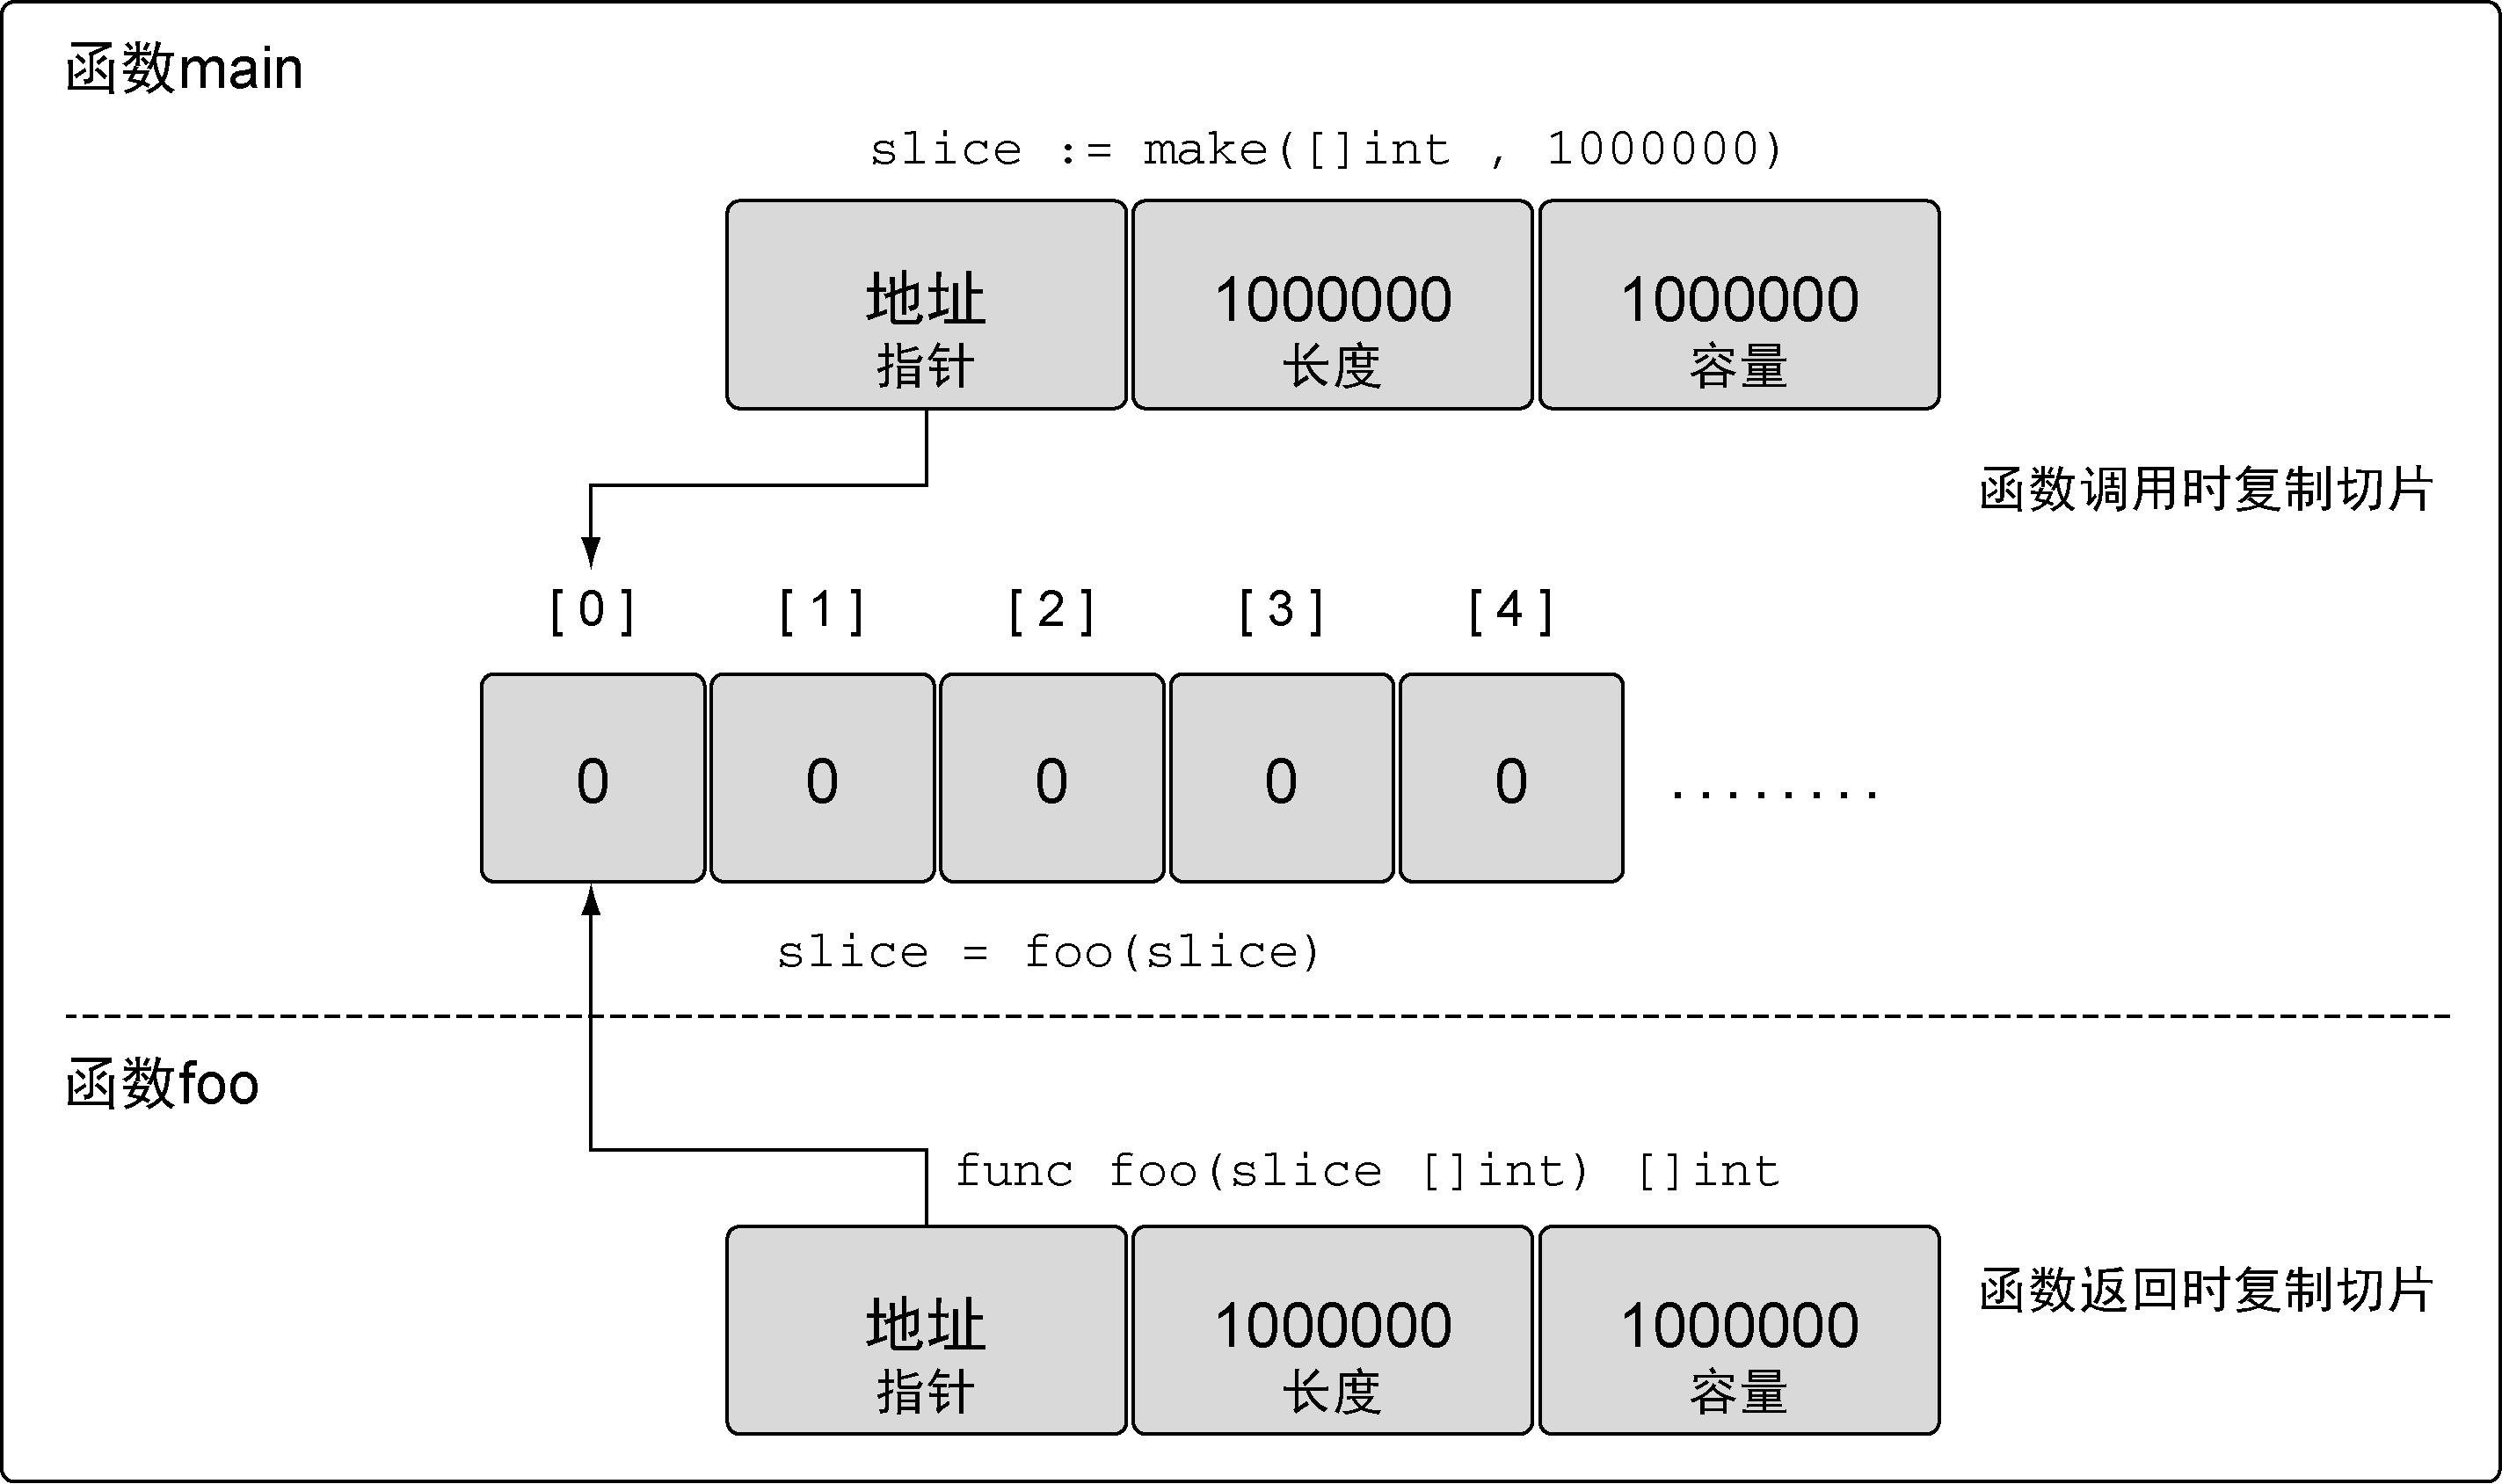 函数main
slice := make([]int , 1000000)
地址 1000000 1000000
指针 长度 容量
函数调用时复制切片
[0] [1] [2] [3] [4]
0 0 0 0 0 ........
slice = foo(slice)
函数foo
func foo(slice []int) []int
地址 1000000 1000000
指针 长度 容量
函数返回时复制切片